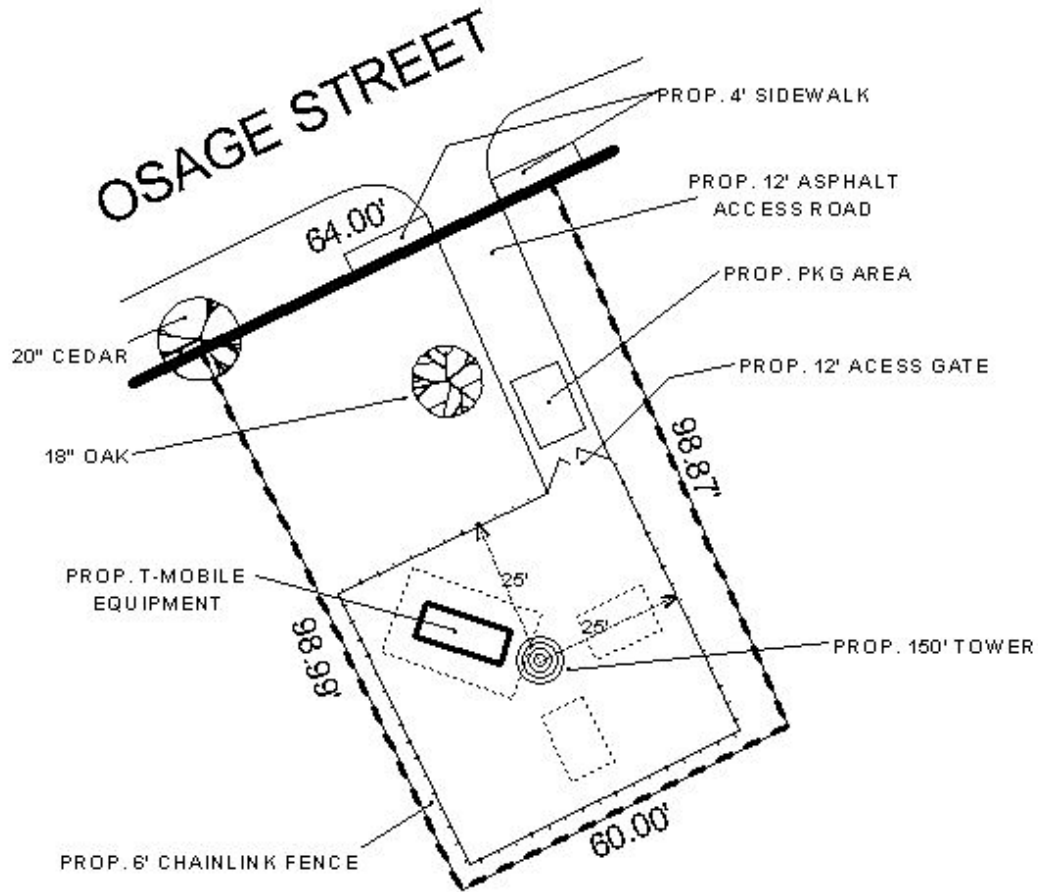 OSAGE STREET
PROP. 4' SIDEWALK
PROP. 12' ASPHALT
ACCESS ROAD
64.00'
PROP. PKG AREA
20" CEDAR
PROP. 12' ACESS GATE
18" OAK
98.87'
25'
PROP. T-MOBILE
EQUIPMENT
25'
98.99'
PROP. 150' TOWER
60.00'
PROP. 6' CHAINLINK FENCE